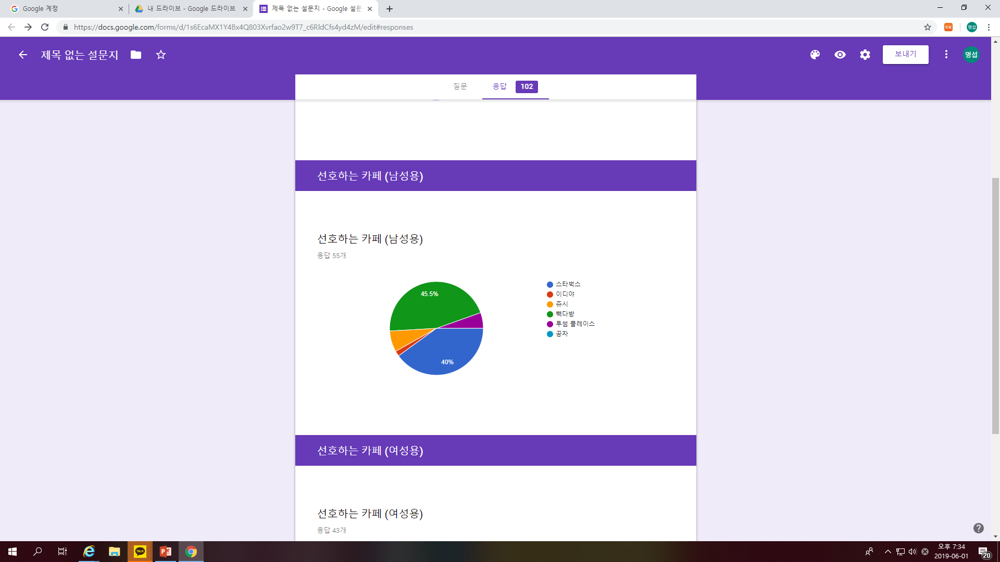 Google 계정
내 드라이브 - Google 드라이브
제목 없는 설문지 - Google 설문
https://docs.google.com/forms/d/1s6EcaMX1Y4Bx4Q803Xvrfao2w9T7_c6RldCfs4yd4zM/edit#responses
명섭
제목 없는 설문지
보내기
명섭
질문
응답 102
선호하는 카페 (남성용)
선호하는 카페 (남성용)
응답 55개
45.5%
40%
스타벅스
이디야
쥬시
빽다방
투썸 플레이스
공차
선호하는 카페 (여성용)
선호하는 카페 (여성용)
응답 43개
TALK
오후 7:34
2019-06-01
20